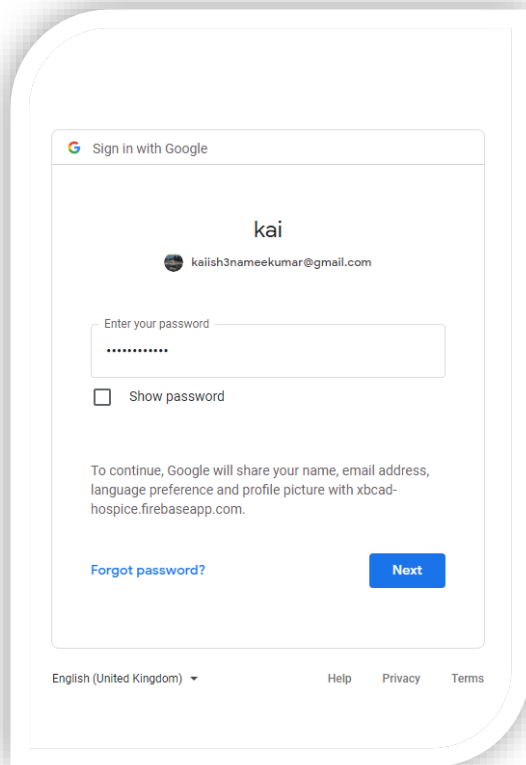 Sign in with Google
kai
kaiish3nameekumar@gmail.com
Enter your password
••••••••••••
Show password
To continue, Google will share your name, email address,
language preference and profile picture with xbcad-
hospice.firebaseapp.com.
Forgot password?
Next
English (United Kingdom)
Help Privacy Terms